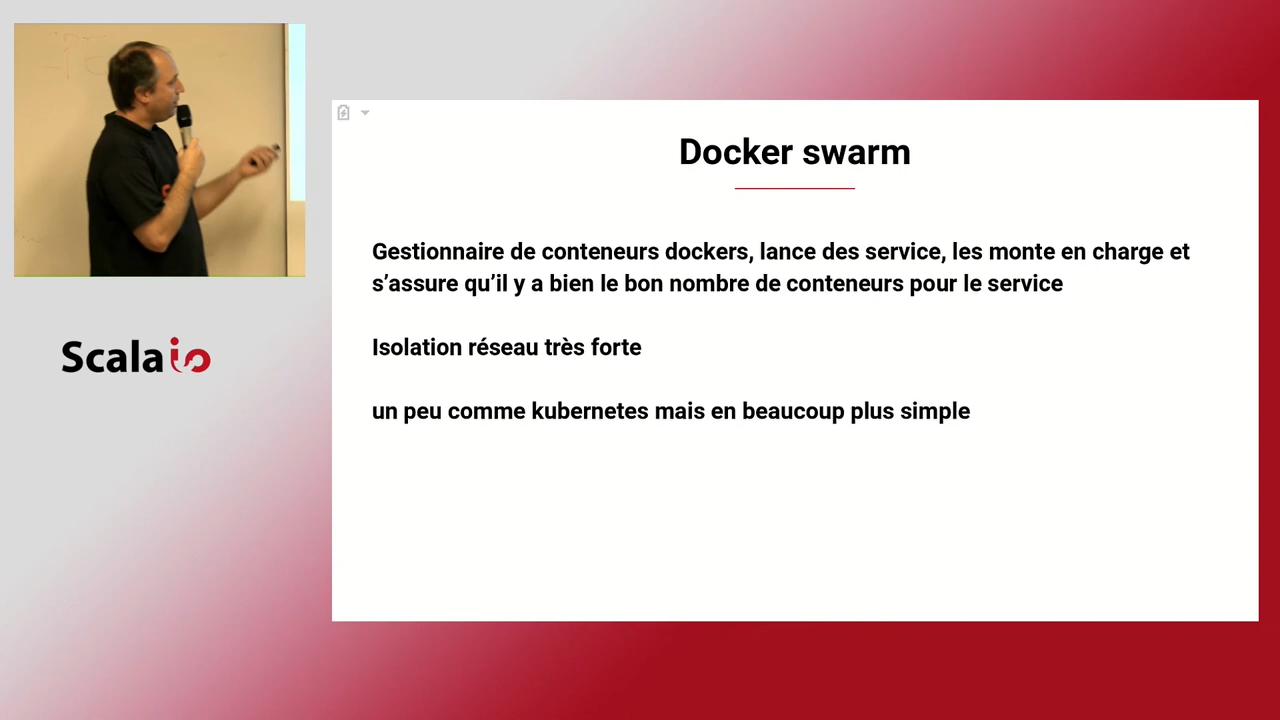 Docker swarm
Gestionnaire de conteneurs dockers, lance des service, les monte en charge et
s’assure qu’il y a bien le bon nombre de conteneurs pour le service
Isolation réseau très forte
un peu comme kubernetes mais en beaucoup plus simple
Scala io